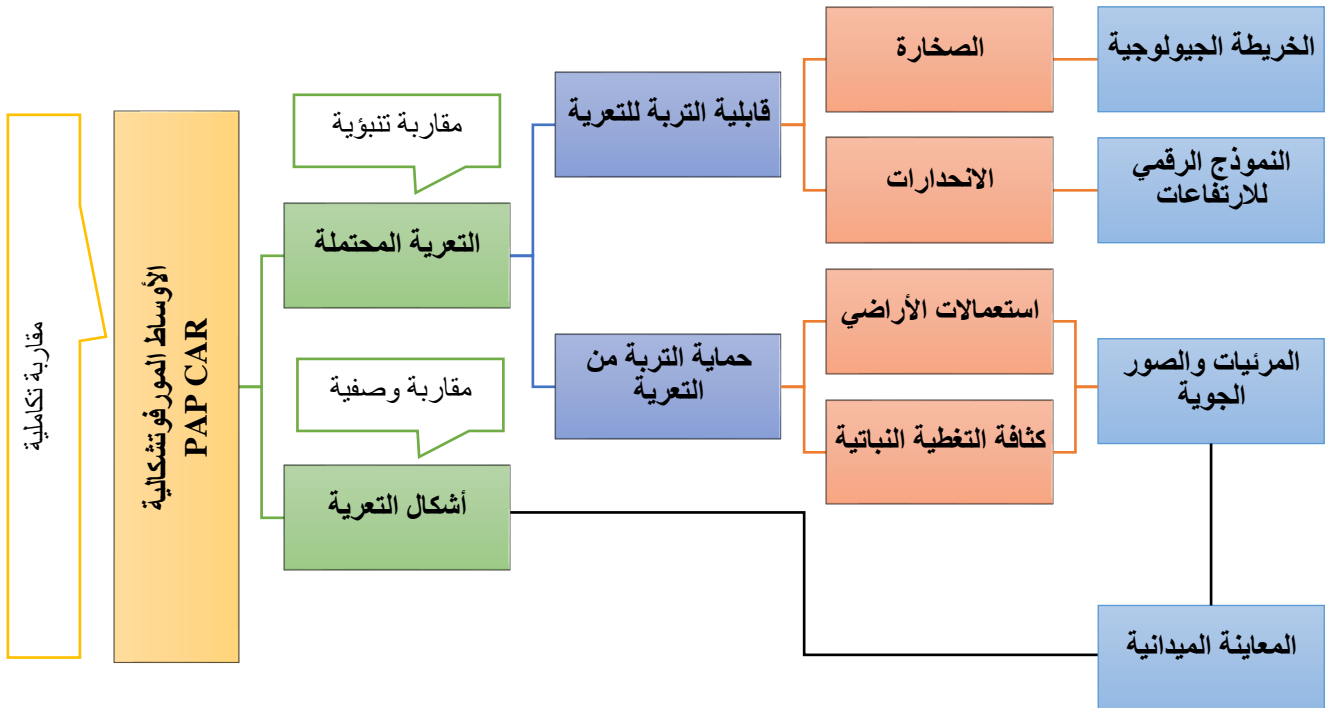 الخريطة الجيولوجية
النموذج الرقمي
للارتفاعات
المرئيات والصور
الجوية
المعاينة الميدانية
الصخارة
الانحدارات
استعمالات الأراضي
كثافة التغطية النباتية
قابلية التربة للتعرية
حماية التربة من
التعرية
مقاربة تنبؤية
التعرية المحتملة
مقاربة وصفية
أشكال التعرية
الأوساط المورفوتشكالية
PAP CAR
مقاربة تكاملية